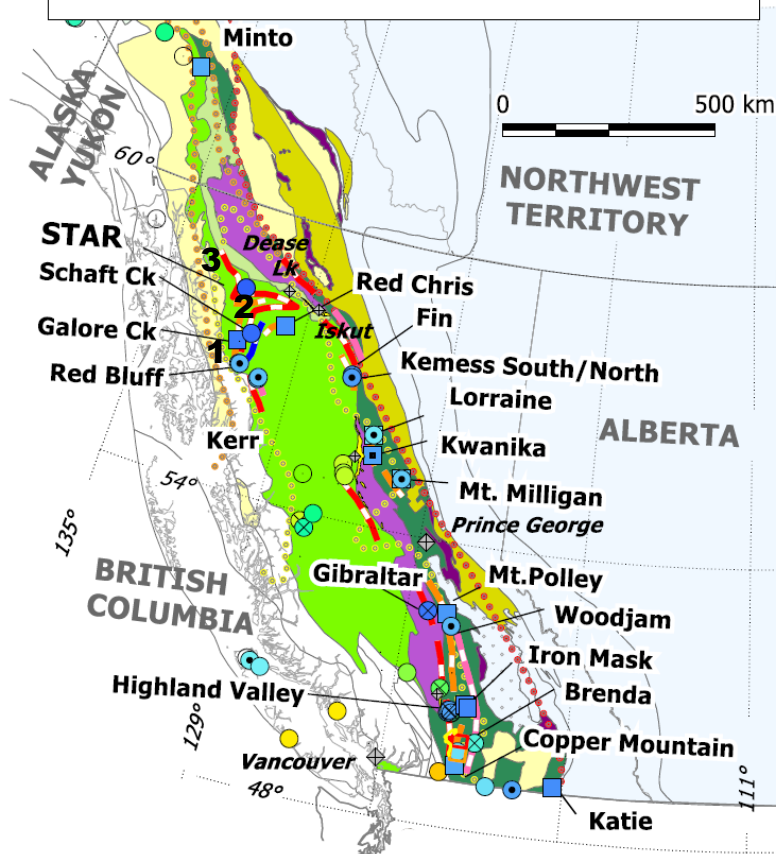 Minto
0 500 km
ALASKA
YUKON
60°
NORTHWEST
TERRITORY
STAR
3
Dease
Lk
Schaft Ck
Red Chris
2
Iskut
Fin
Galore Ck
1
Red Bluff
Kemess South/North
Lorraine
ALBERTA
Kerr
Kwanika
54°
Mt. Milligan
135°
Prince George
BRITISH
COLUMBIA
Gibraltar
Mt.Polley
Woodjam
Iron Mask
Highland Valley
Brenda
129°
Copper Mountain
Vancouver
48°
111°
Katie